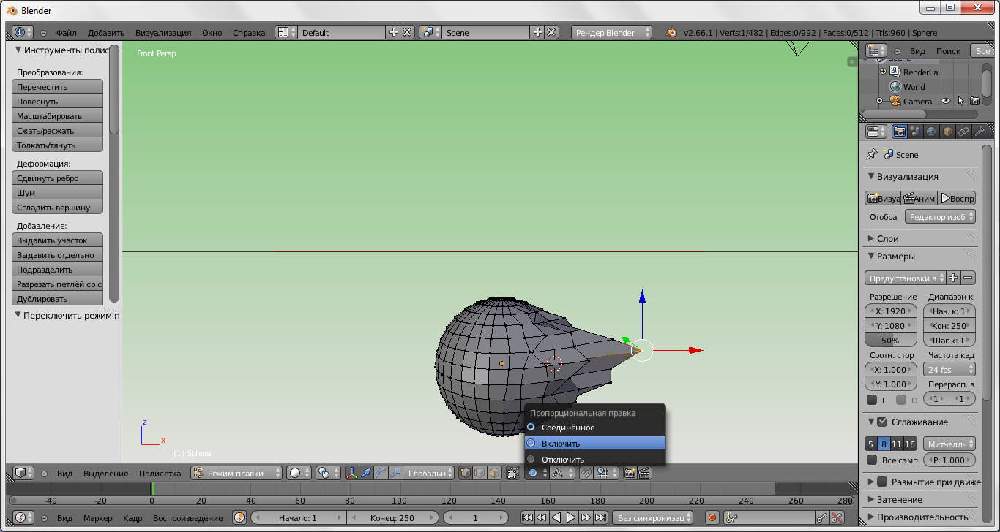 Blender
Файл Добавить Визуализация Окно Справка Default Scene Рендер Blender v2.66.1 | Verts:1/482 | Edges:0/992 | Faces:0/512 | Tris:960 | Sphere
Инструменты полис
Преобразования:
Переместить
Повернуть
Масштабировать
Сжать/расжать
Толкать/тянуть
Деформация:
Сдвинуть ребро
Шум
Сгладить вершину
Добавление:
Выдавить участок
Выдавить отдельно
Подразделить
Разрезать петлёй со с
Дублировать
Переключить режим п
Front Persp
z
x
(1) Sphere
Пропорциональная правка
Соединённое
Включить
Отключить
Вид Выделение Полисетка Режим правки Глобальн
-40 -20 0 20 40 60 80 100 120 140 160 180 200 220 240 260 280
Вид Маркер Кадр Воспроизведение Начало: 1 Конец: 250 1 Без синхронизац
Вид Поиск Все с
Scene
RenderLa
World
Camera
Scene
Визуализация
Визуа Аним Воспр
Отобра Редактор изоб
Слои
Размеры
Предустановки в
Разрешение Диапазон к
X: 1920 Нач. к: 1
Y: 1080 Кон: 250
50% Шаг к: 1
Соотн. стор Частота кад
X: 1.000 24 fps
Y: 1.000 Перерасп. в
Г О 1 1
Сглаживание
5 8 11 16 Митчелл-
Все сэмп Р: 1.000
Размытие при движе
Затенение
Производительность